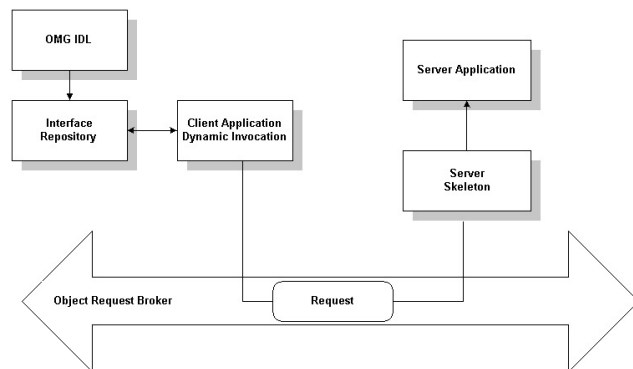 OMG IDL
Server Application
Interface
Repository
Client Application
Dynamic Invocation
Server
Skeleton
Object Request Broker
Request